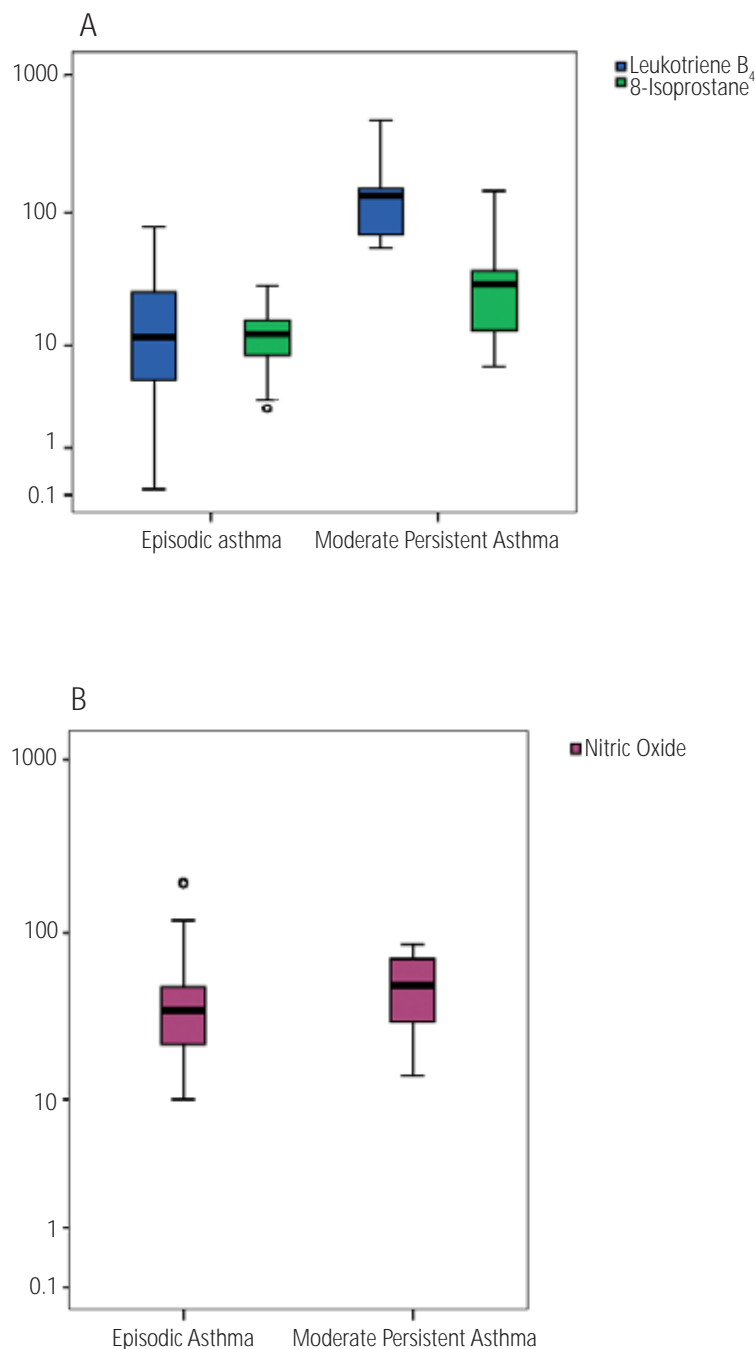 A
1000
100
10
1
0.1
Leukotriene B4
8-Isoprostane
Episodic asthma Moderate Persistent Asthma
B
1000
100
10
1
0.1
Nitric Oxide
Episodic Asthma Moderate Persistent Asthma